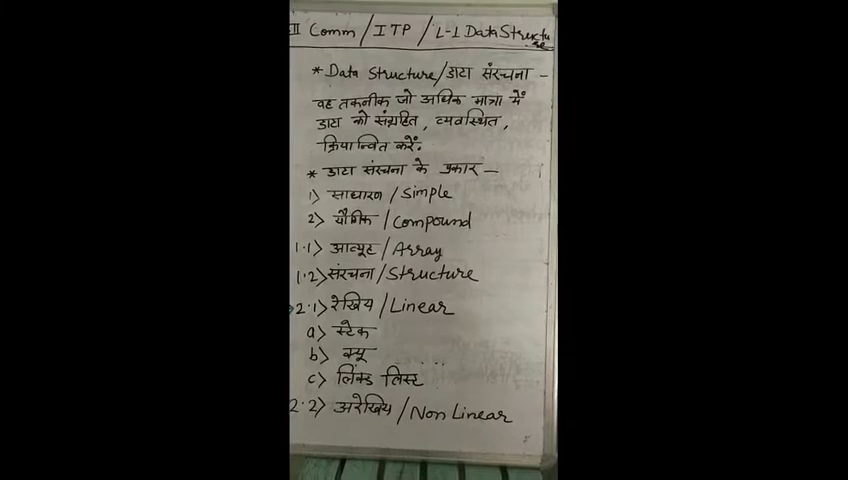 III Comm / ITP / L-1 Data Structure
* Data Structure/डाटा संरचना -
वह तकनीक जो अधिक मात्रा में
डाटा को संग्रहित, व्यवस्थित,
क्रियान्वित करें.
* डाटा संरचना के प्रकार -
1> साधारण / Simple
2> यौगिक / Compound
1.1> आव्यूह / Array
1.2> संरचना / Structure
2.1> रेखिय / Linear
a> स्टेक
b> क्यू
c> लिंक्ड लिस्ट
2.2> अरेखिय / Non Linear